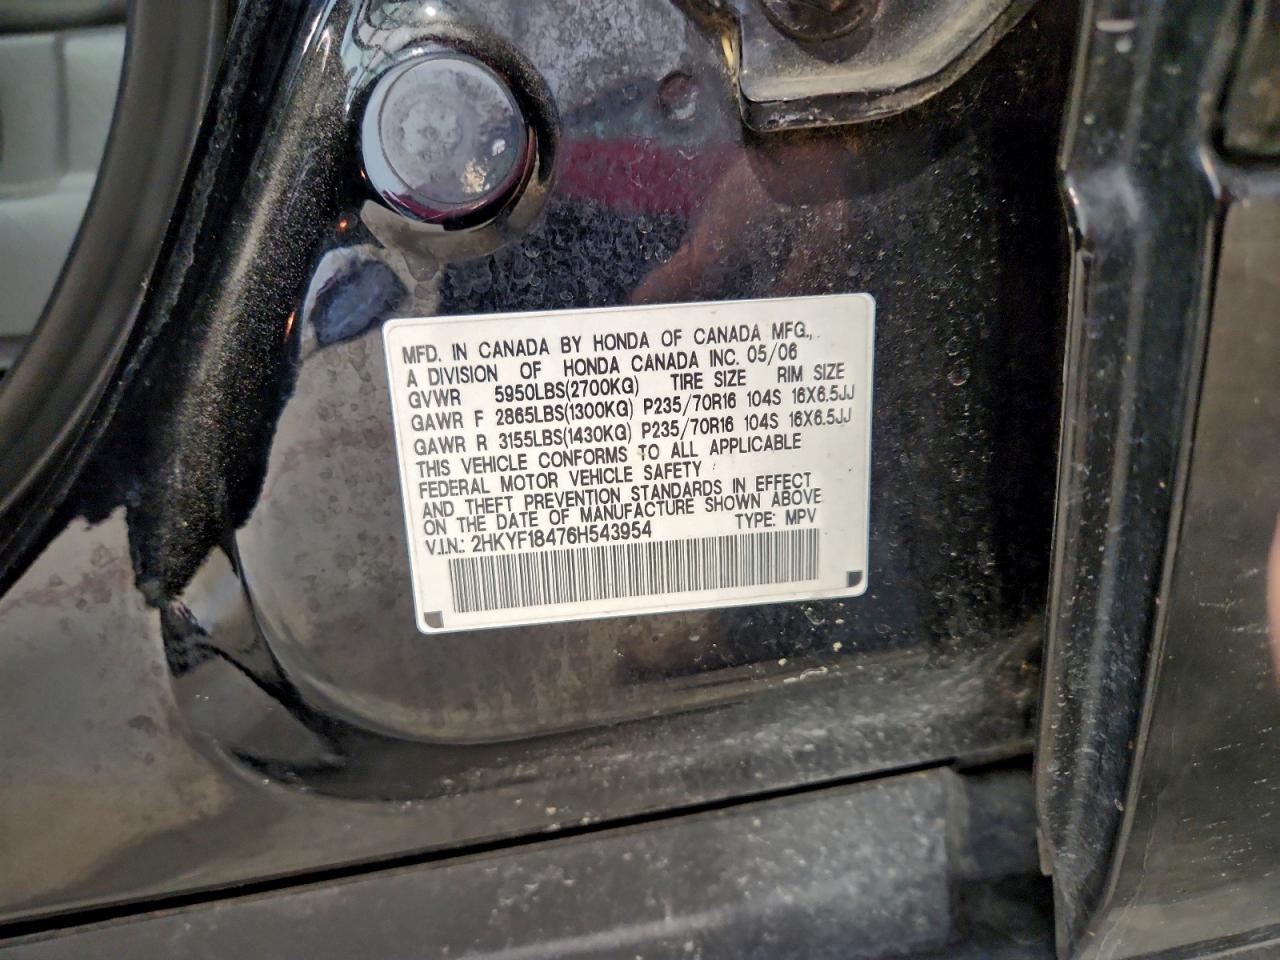 MFD. IN CANADA BY HONDA OF CANADA MFG.,
A DIVISION OF HONDA CANADA INC. 05/06
GVWR 5950LBS(2700KG) TIRE SIZE RIM SIZE
GAWR F 2865LBS(1300KG) P235/70R16 104S 16X6.5JJ
GAWR R 3155LBS(1430KG) P235/70R16 104S 16X6.5JJ
THIS VEHICLE CONFORMS TO ALL APPLICABLE
FEDERAL MOTOR VEHICLE SAFETY
AND THEFT PREVENTION STANDARDS IN EFFECT
ON THE DATE OF MANUFACTURE SHOWN ABOVE
V.I.N.: 2HKYF18476H543954 TYPE: MPV